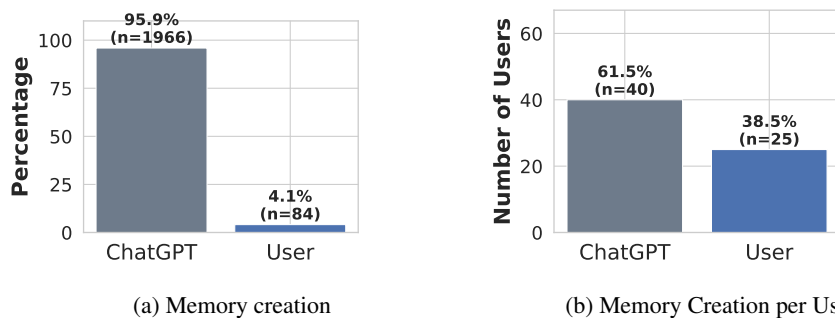 Percentage
100
75
50
25
0
95.9%
(n=1966)
4.1%
(n=84)
ChatGPT
User
(a) Memory creation
Number of Users
60
40
20
0
61.5%
(n=40)
38.5%
(n=25)
ChatGPT
User
(b) Memory Creation per Us